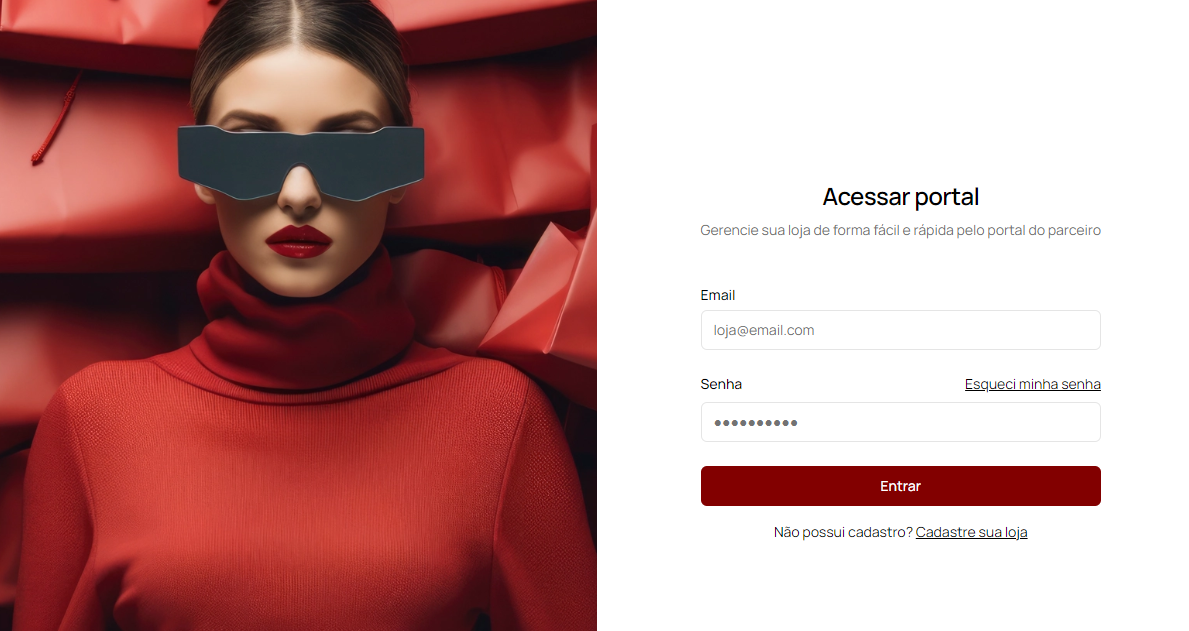 Acessar portal
Gerencie sua loja de forma fácil e rápida pelo portal do parceiro
Email
loja@email.com
Senha Esqueci minha senha
●●●●●●●●●●
Entrar
Não possui cadastro? Cadastre sua loja